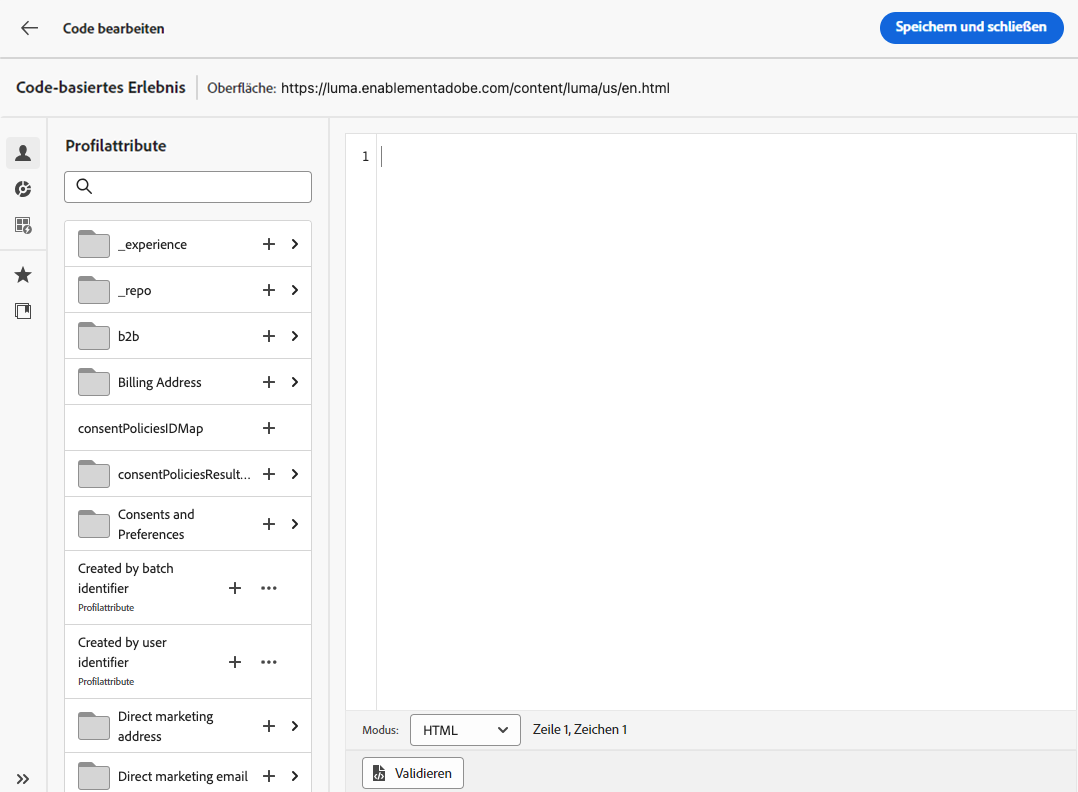 Code bearbeiten
Speichern und schließen
Code-basiertes Erlebnis
Oberfläche: https://luma.enablementadobe.com/content/luma/us/en.html
Profilattribute
_experience
_repo
b2b
Billing Address
consentPoliciesIDMap
consentPoliciesResult...
Consents and
Preferences
Created by batch
identifier
Profilattribute
Created by user
identifier
Profilattribute
Direct marketing
address
Direct marketing email
1
Modus:
HTML
Zeile 1, Zeichen 1
Validieren